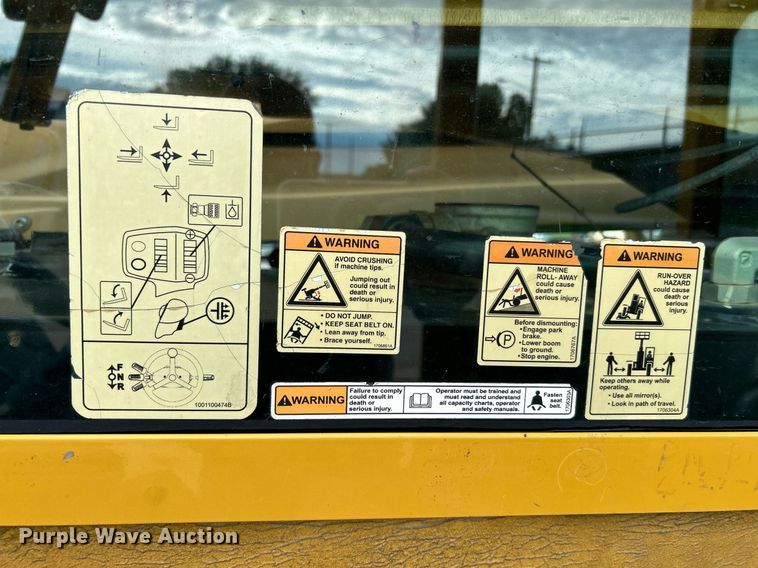 F
N
R
1001100474B
WARNING
AVOID CRUSHING
if machine tips.
Jumping out
could result in
death or
serious injury.
• DO NOT JUMP.
• KEEP SEAT BELT ON.
• Lean away from tip.
• Brace yourself.
1706861A
WARNING
MACHINE
ROLL- AWAY
could cause
death or
serious injury.
Before dismounting:
P
• Engage park
brake.
• Lower boom
to ground.
• Stop engine.
1706787A
WARNING
RUN-OVER
HAZARD
could cause
death or
serious injury.
Keep others away while
operating.
• Use all mirror(s).
• Look in path of travel.
1706304A
WARNING
Failure to comply
could result in
death or
serious injury.
Operator must be trained and
must read and understand
all capacity charts, operator
and safety manuals.
Fasten
seat
belt.
Purple Wave Auction